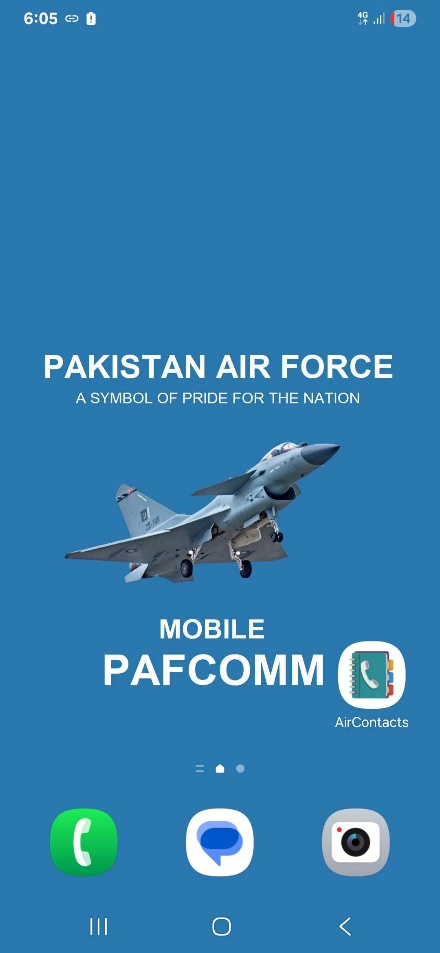 6:05
4G
14
PAKISTAN AIR FORCE
A SYMBOL OF PRIDE FOR THE NATION
MOBILE
PAFCOMM
AirContacts